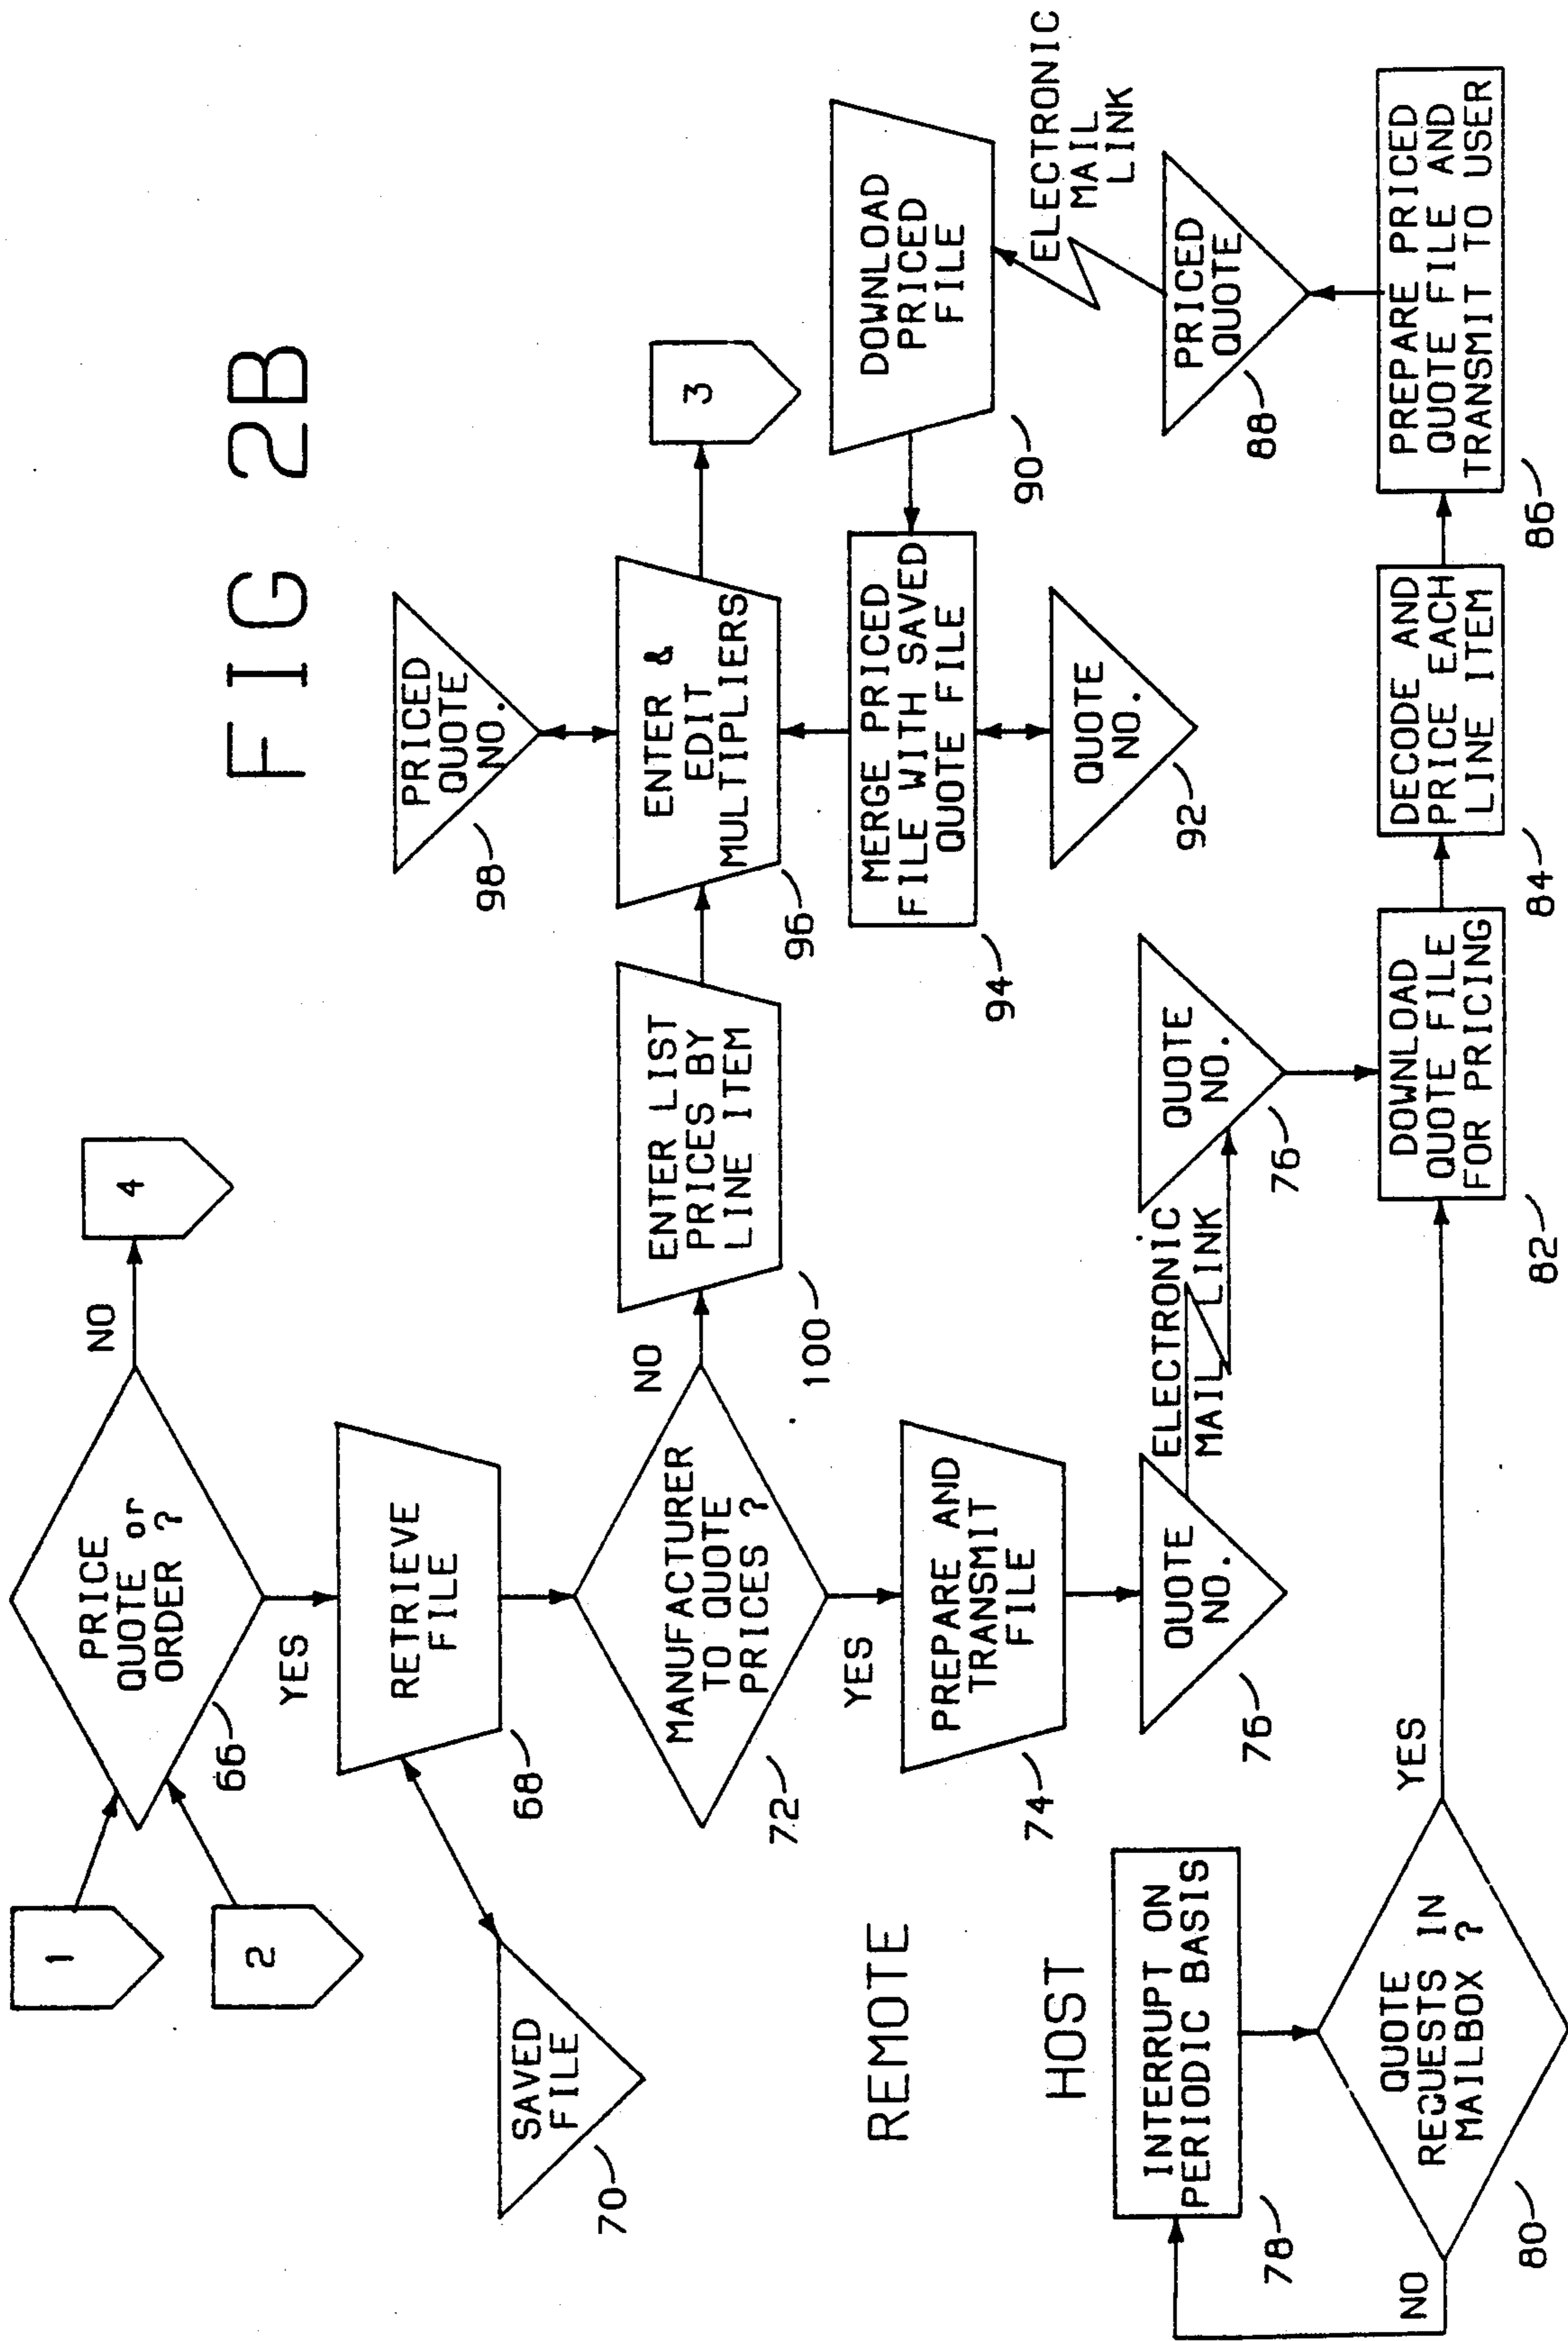 FIG 2B
1
2
PRICE
QUOTE or
ORDER ?
66
NO
4
YES
RETRIEVE
FILE
68
SAVED
FILE
70
MANUFACTURER
TO QUOTE
PRICES ?
72
NO
ENTER LIST
PRICES BY
LINE ITEM
100
ENTER &
EDIT
MULTIPLIERS
96
PRICED
QUOTE
NO.
98
3
YES
PREPARE AND
TRANSMIT
FILE
74
QUOTE
NO.
76
ELECTRONIC
MAIL LINK
QUOTE
NO.
76
MERGE PRICED
FILE WITH SAVED
QUOTE FILE
94
QUOTE
NO.
92
DOWNLOAD
PRICED
FILE
90
ELECTRONIC
MAIL
LINK
PRICED
QUOTE
88
REMOTE
HOST
INTERRUPT ON
PERIODIC BASIS
78
QUOTE
REQUESTS IN
MAILBOX ?
80
NO
YES
DOWNLOAD
QUOTE FILE
FOR PRICING
82
DECODE AND
PRICE EACH
LINE ITEM
84
PREPARE PRICED
QUOTE FILE AND
TRANSMIT TO USER
86